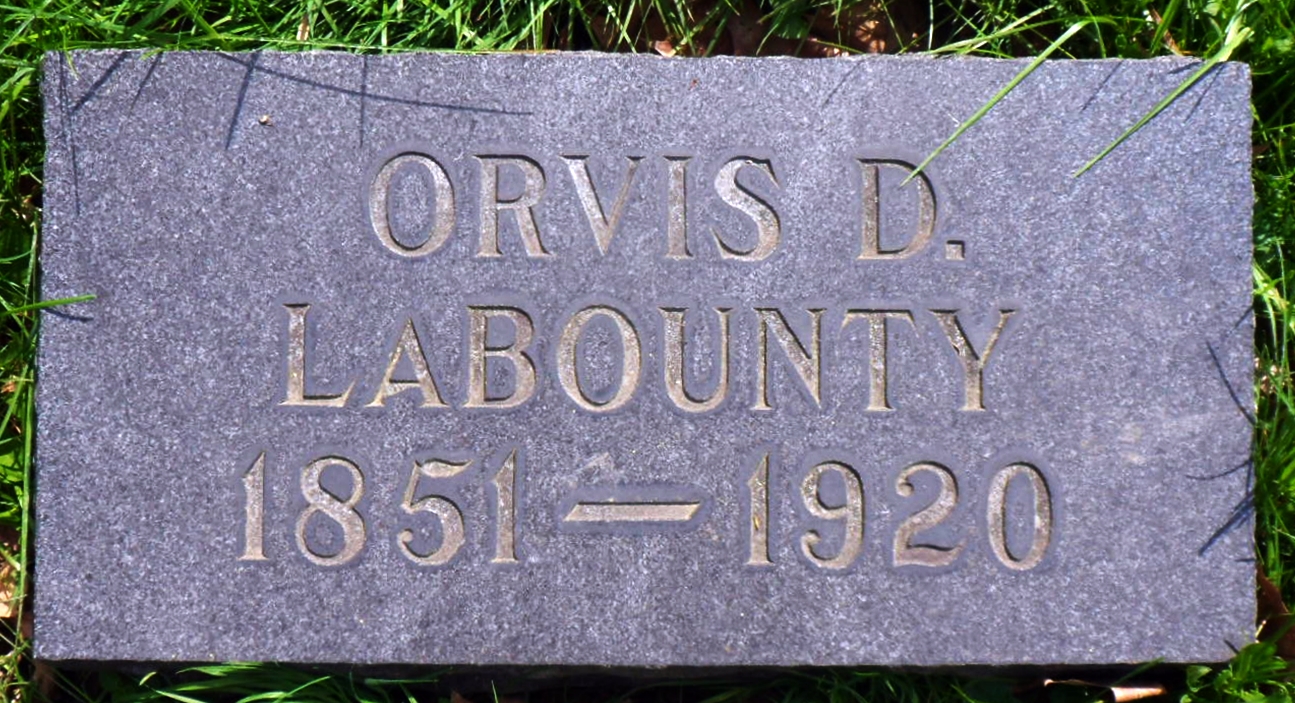 ORVIS D.
LABOUNTY
1851 — 1920